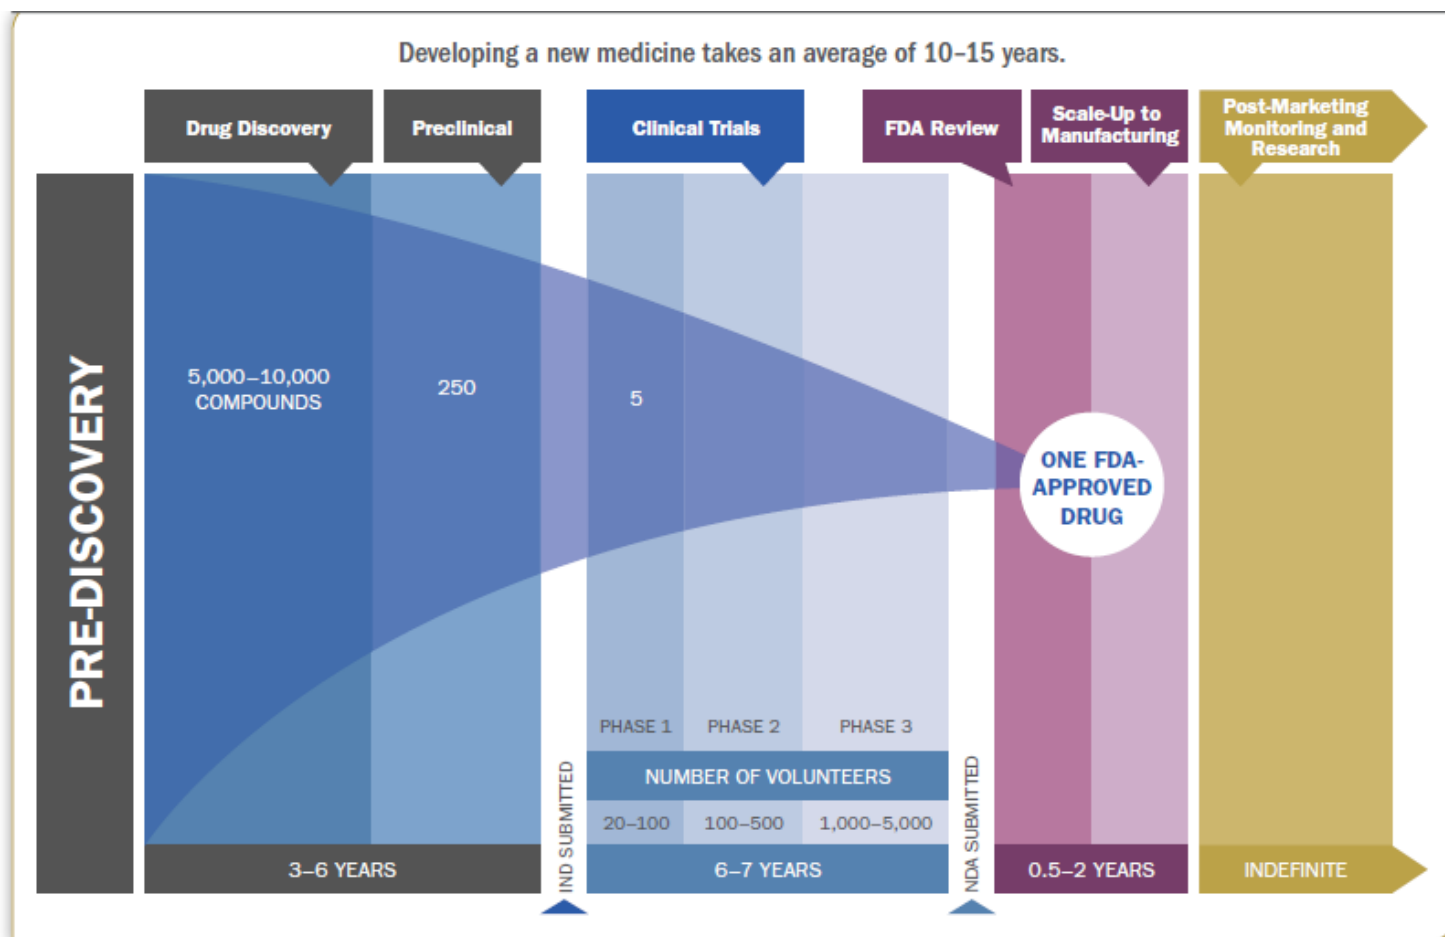 Developing a new medicine takes an average of 10–15 years.
Drug Discovery
Preclinical
Clinical Trials
FDA Review
Scale-Up to
Manufacturing
Post-Marketing
Monitoring and
Research
PRE-DISCOVERY
5,000–10,000
COMPOUNDS
250
5
ONE FDA-
APPROVED
DRUG
PHASE 1
PHASE 2
PHASE 3
NUMBER OF VOLUNTEERS
20–100
100–500
1,000–5,000
IND SUBMITTED
NDA SUBMITTED
3–6 YEARS
6–7 YEARS
0.5–2 YEARS
INDEFINITE